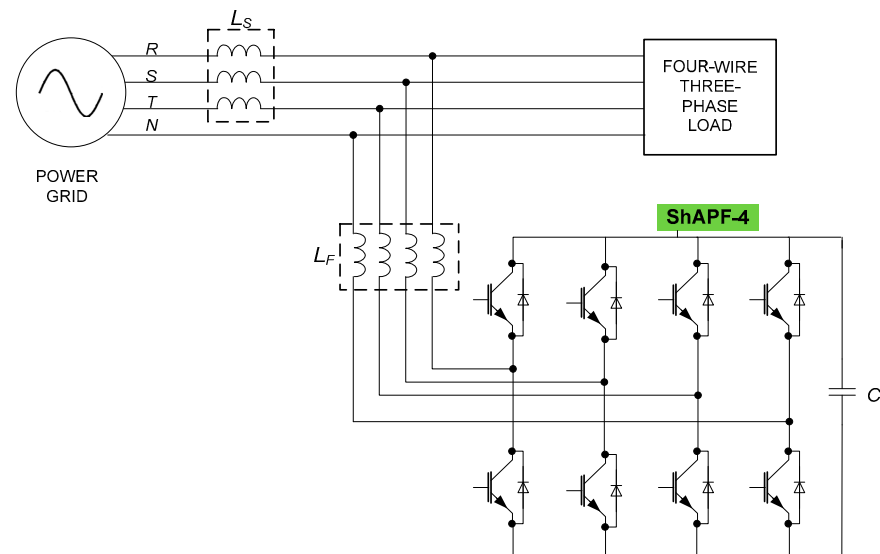 L_S
R
S
T
N
POWER
GRID
FOUR-WIRE
THREE-
PHASE
LOAD
ShAPF-4
L_F
C